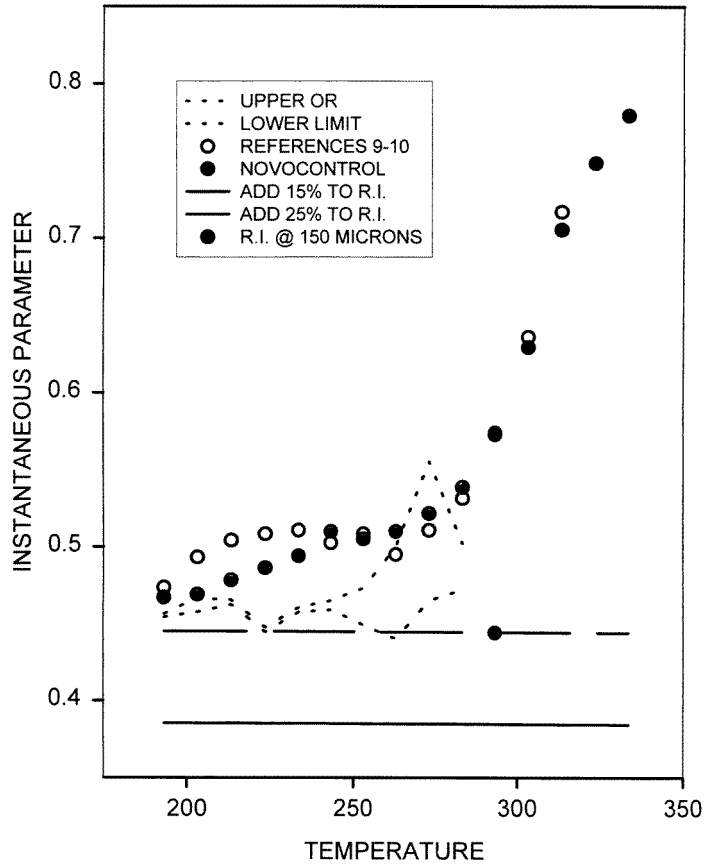 0.8
0.7
0.6
0.5
0.4
INSTANTANEOUS PARAMETER
UPPER OR
LOWER LIMIT
REFERENCES 9-10
NOVOCONTROL
ADD 15% TO R.I.
ADD 25% TO R.I.
R.I. @ 150 MICRONS
200 250 300 350
TEMPERATURE